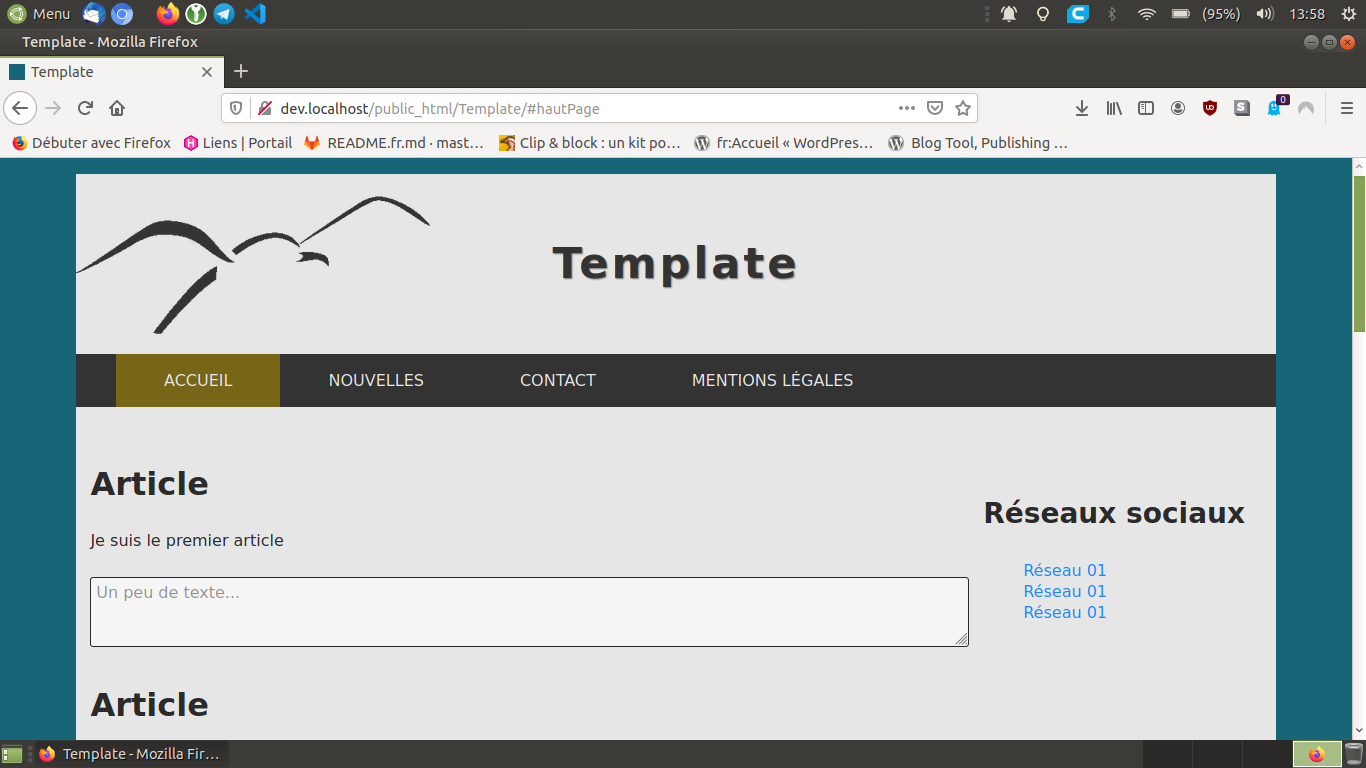 Menu (95%) 13:58
Template - Mozilla Firefox
Template
dev.localhost/public_html/Template/#hautPage
0
Débuter avec Firefox Liens | Portail README.fr.md · mast… Clip & block : un kit po… fr:Accueil « WordPres… Blog Tool, Publishing …
Template
ACCUEIL NOUVELLES CONTACT MENTIONS LÉGALES
Article
Je suis le premier article
Un peu de texte...
Article
Réseaux sociaux
Réseau 01
Réseau 01
Réseau 01
Template - Mozilla Fir…